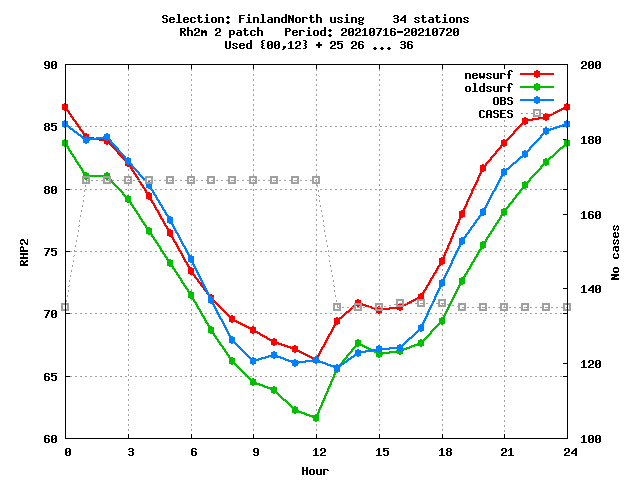 Selection: FinlandNorth using    34 stations
Rh2m 2 patch   Period: 20210716-20210720
Used {00,12} + 25 26 ... 36
newsurf
oldsurf
OBS
CASES
90
85
80
75
70
65
60
RHP2
200
180
160
140
120
100
No cases
0 3 6 9 12 15 18 21 24
Hour